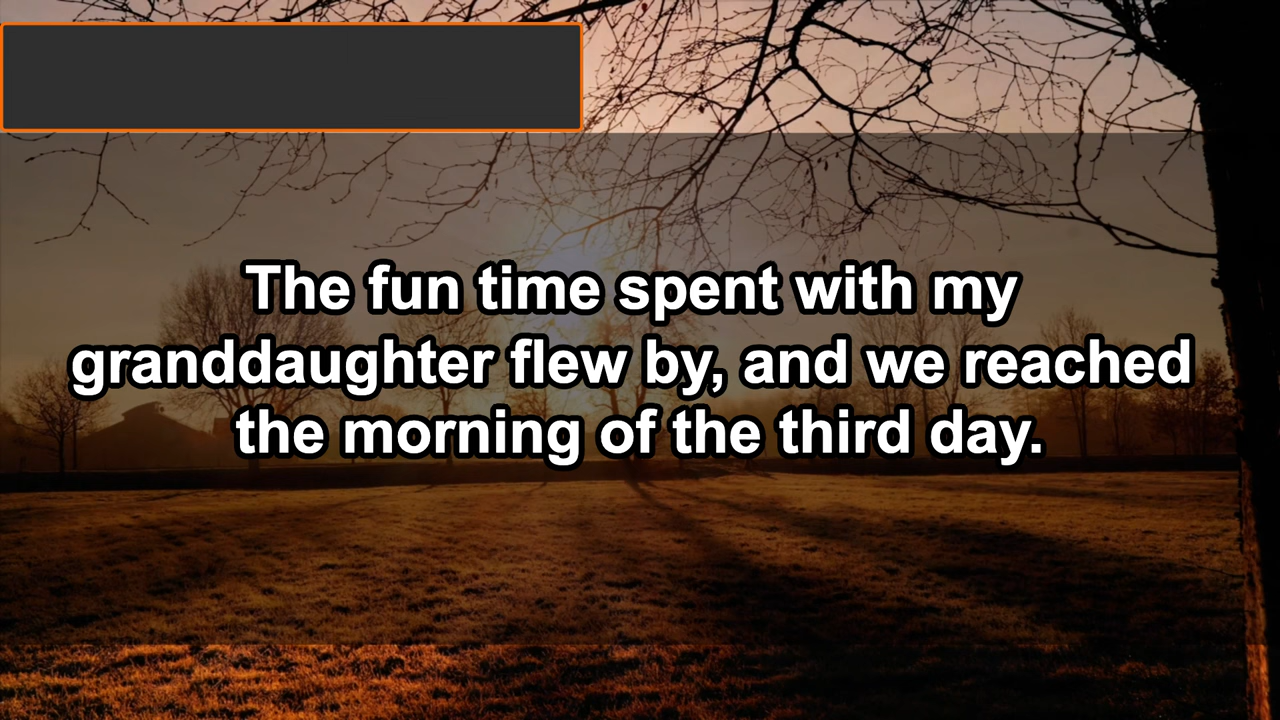 The fun time spent with my
granddaughter flew by, and we reached
the morning of the third day.